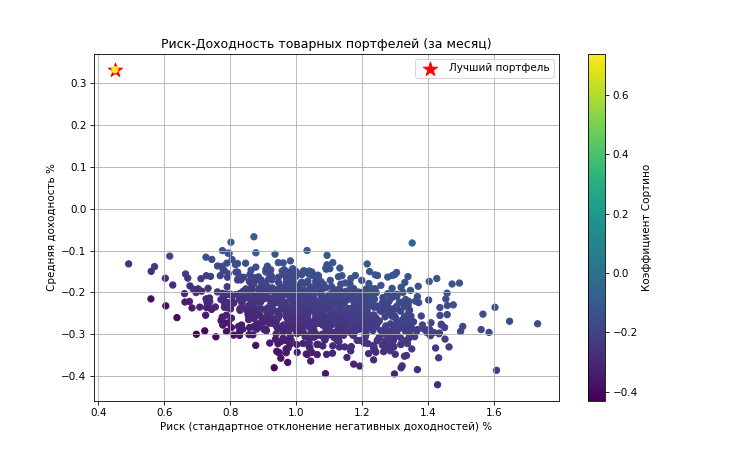 Риск-Доходность товарных портфелей (за месяц)
Лучший портфель
Средняя доходность %
0.3
0.2
0.1
0.0
−0.1
−0.2
−0.3
−0.4
0.4 0.6 0.8 1.0 1.2 1.4 1.6
Риск (стандартное отклонение негативных доходностей) %
0.6
0.4
0.2
0.0
−0.2
−0.4
Коэффициент Сортино